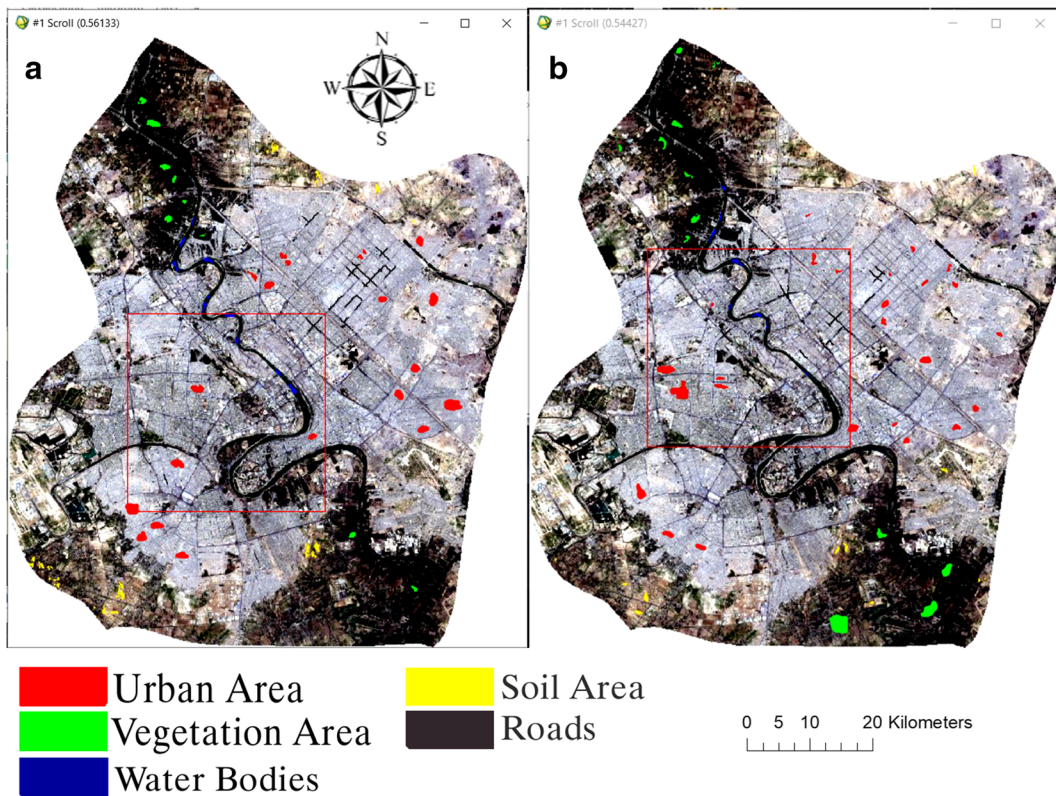 #1 Scroll (0.56133)
#1 Scroll (0.54427)
a
b
N
W E
S
Urban Area
Soil Area
Vegetation Area
Roads
Water Bodies
0 5 10 20 Kilometers